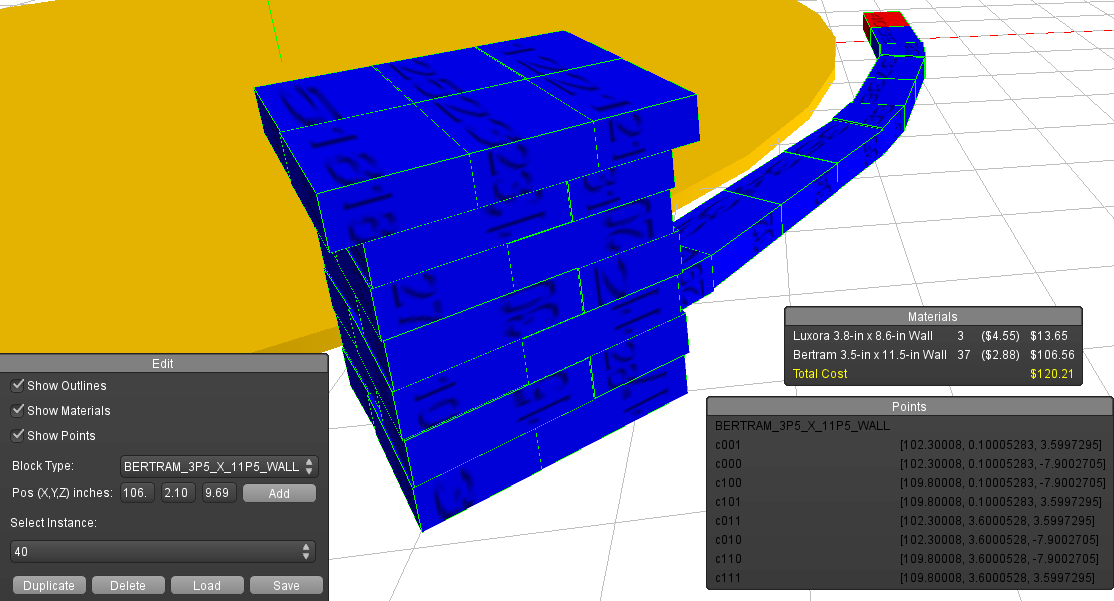 Materials
Luxora 3.8-in x 8.6-in Wall 3 ($4.55) $13.65
Bertram 3.5-in x 11.5-in Wall 37 ($2.88) $106.56
Total Cost $120.21
Edit
Show Outlines
Show Materials
Show Points
Block Type: BERTRAM_3P5_X_11P5_WALL
Pos (X,Y,Z) inches: 106. 2.10 9.69 Add
Select Instance:
40
Duplicate Delete Load Save
Points
BERTRAM_3P5_X_11P5_WALL
c001 [102.30008, 0.10005283, 3.5997295]
c000 [102.30008, 0.10005283, -7.9002705]
c100 [109.80008, 0.10005283, -7.9002705]
c101 [109.80008, 0.10005283, 3.5997295]
c011 [102.30008, 3.6000528, 3.5997295]
c010 [102.30008, 3.6000528, -7.9002705]
c110 [109.80008, 3.6000528, -7.9002705]
c111 [109.80008, 3.6000528, 3.5997295]